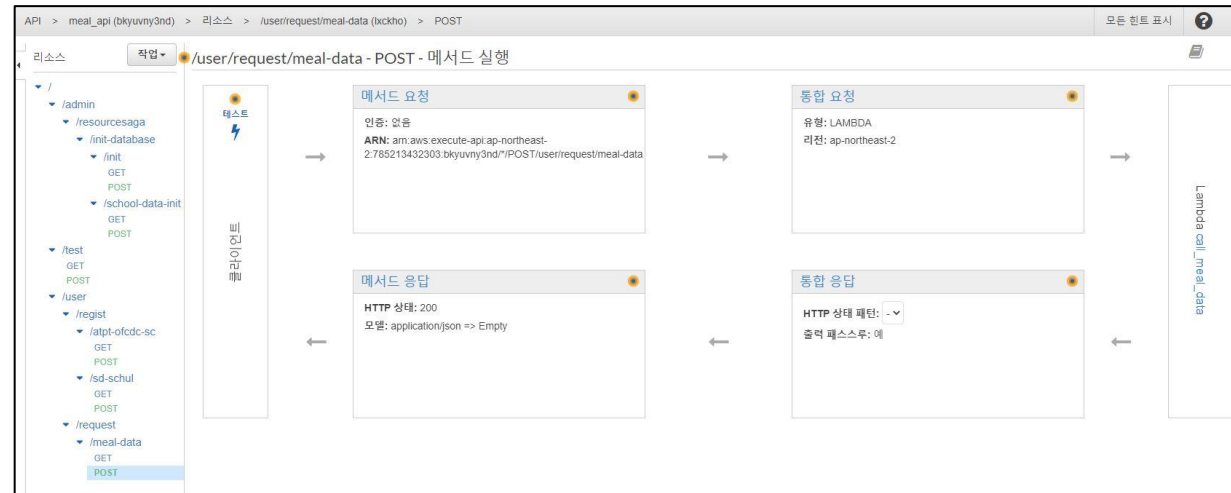 API > meal_api (bkyuvny3nd) > 리소스 > /user/request/meal-data (lxckho) > POST
모든 힌트 표시
리소스
작업
/user/request/meal-data - POST - 메서드 실행
/
/admin
/resourcesaga
/init-database
/init
GET
POST
/school-data-init
GET
POST
/test
GET
POST
/user
/regist
/atpt-ofcdc-sc
GET
POST
/sd-schul
GET
POST
/request
/meal-data
GET
POST
테스트
클라이언트
메서드 요청
인증: 없음
ARN: arn:aws:execute-api:ap-northeast-
2:785213432303:bkyuvny3nd/*/POST/user/request/meal-data
통합 요청
유형: LAMBDA
리전: ap-northeast-2
메서드 응답
HTTP 상태: 200
모델: application/json => Empty
통합 응답
HTTP 상태 패턴: -
출력 패스스루: 예
Lambda call_meal_data